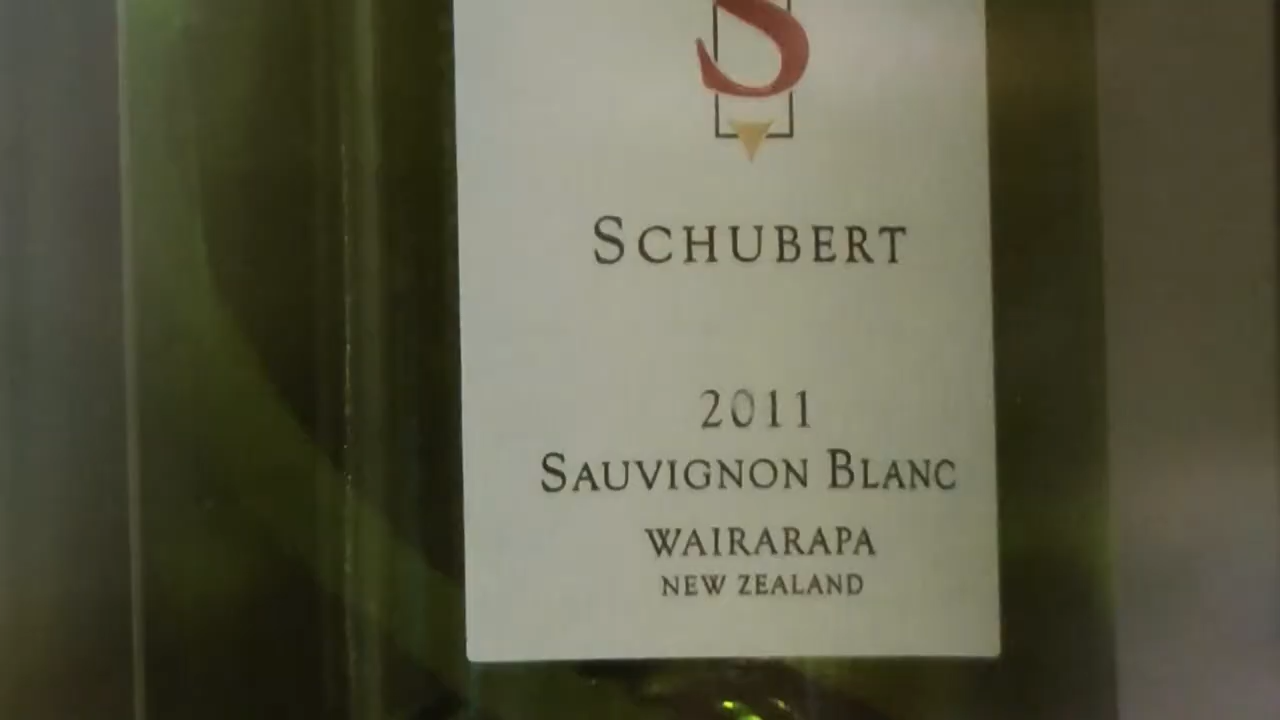 S
SCHUBERT
2011
SAUVIGNON BLANC
WAIRARAPA
NEW ZEALAND